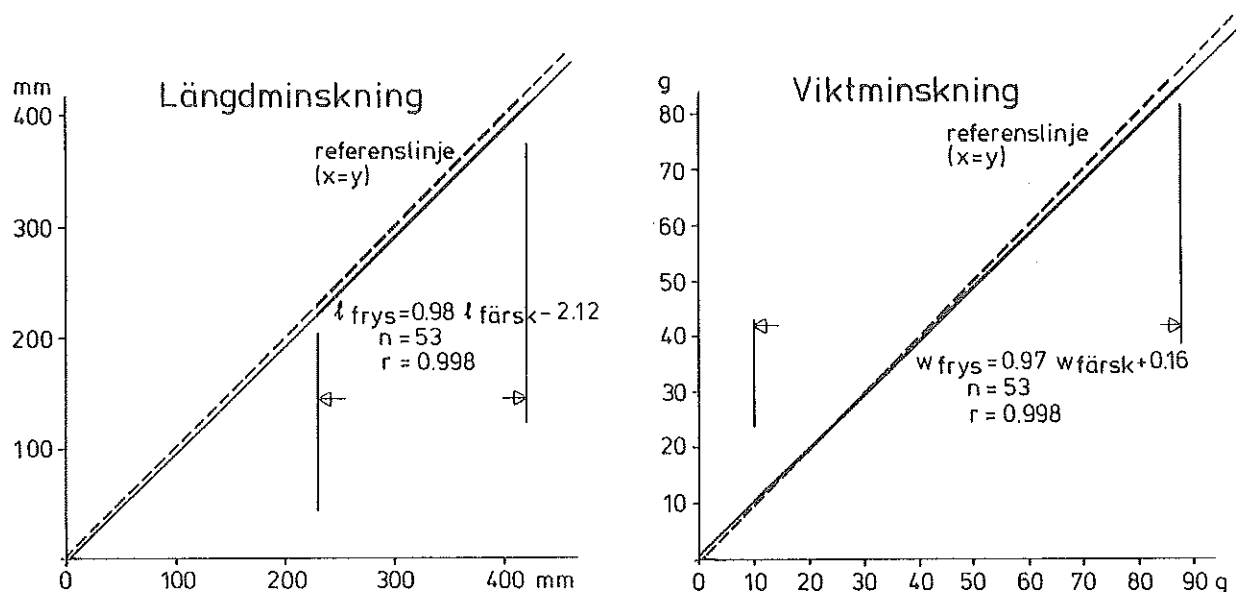 Längdminskning
mm
400
300
200
100
referenslinje
(x=y)
l frys=0.98 l färsk-2.12
n = 53
r = 0.998
0 100 200 300 400 mm
Viktminskning
g
80
70
60
50
40
30
20
10
referenslinje
(x=y)
w frys=0.97 w färsk+0.16
n = 53
r = 0.998
0 10 20 30 40 50 60 70 80 90 g